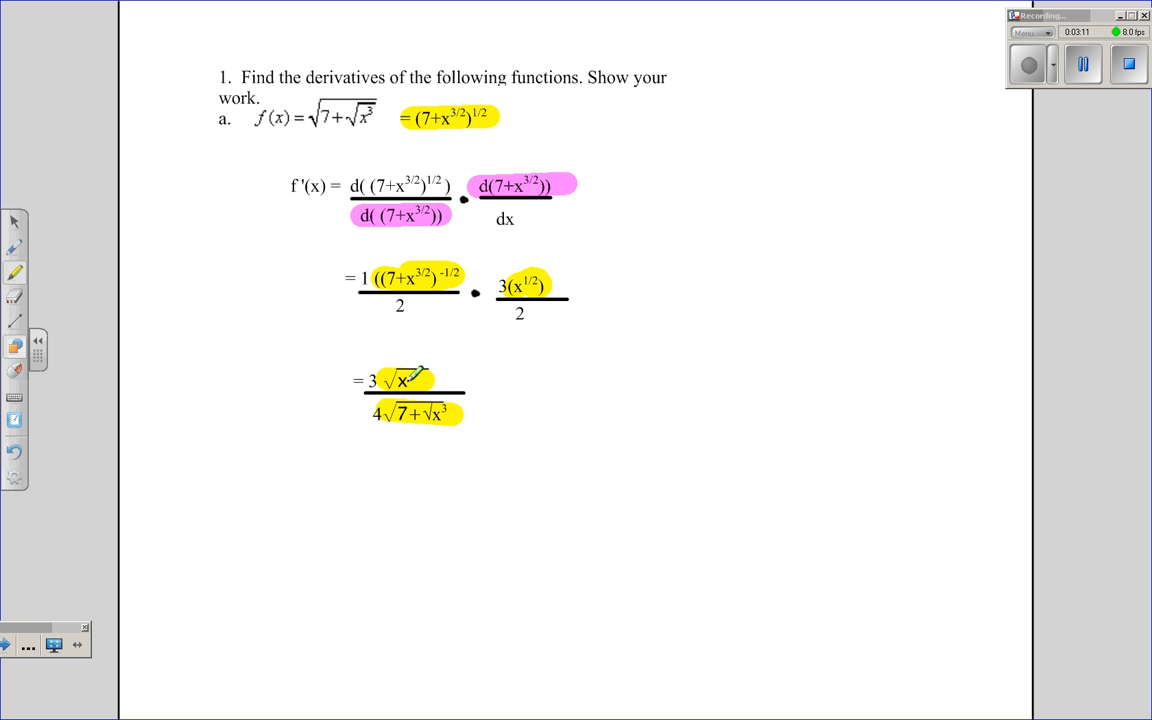 Recording...
Menu
0:03:11
8.0 fps
1. Find the derivatives of the following functions. Show your
work.
a. f(x) = √(7+√x³) = (7+x^3/2)^1/2
f '(x) = d( (7+x^3/2)^1/2 ) • d(7+x^3/2))
d( (7+x^3/2)) dx
= 1 ((7+x^3/2)^-1/2 • 3(x^1/2)
2 2
= 3 √x
4√7+√x³
...